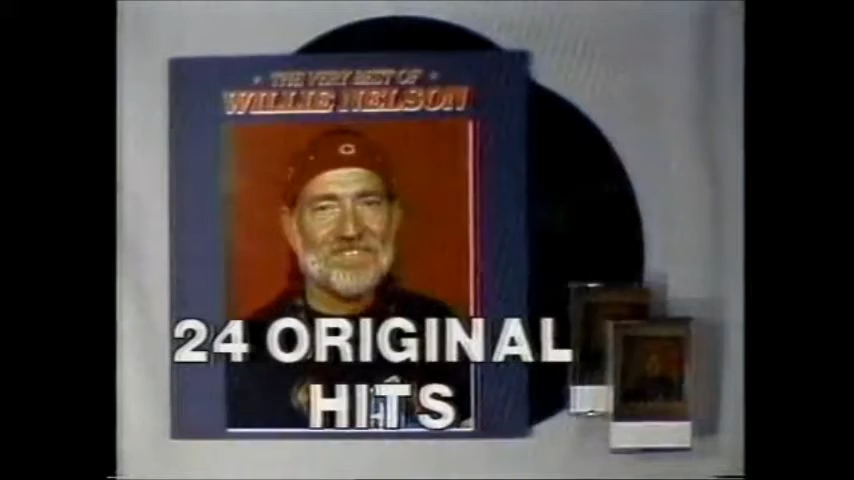 THE VERY BEST OF
WILLIE NELSON
24 ORIGINAL
HITS